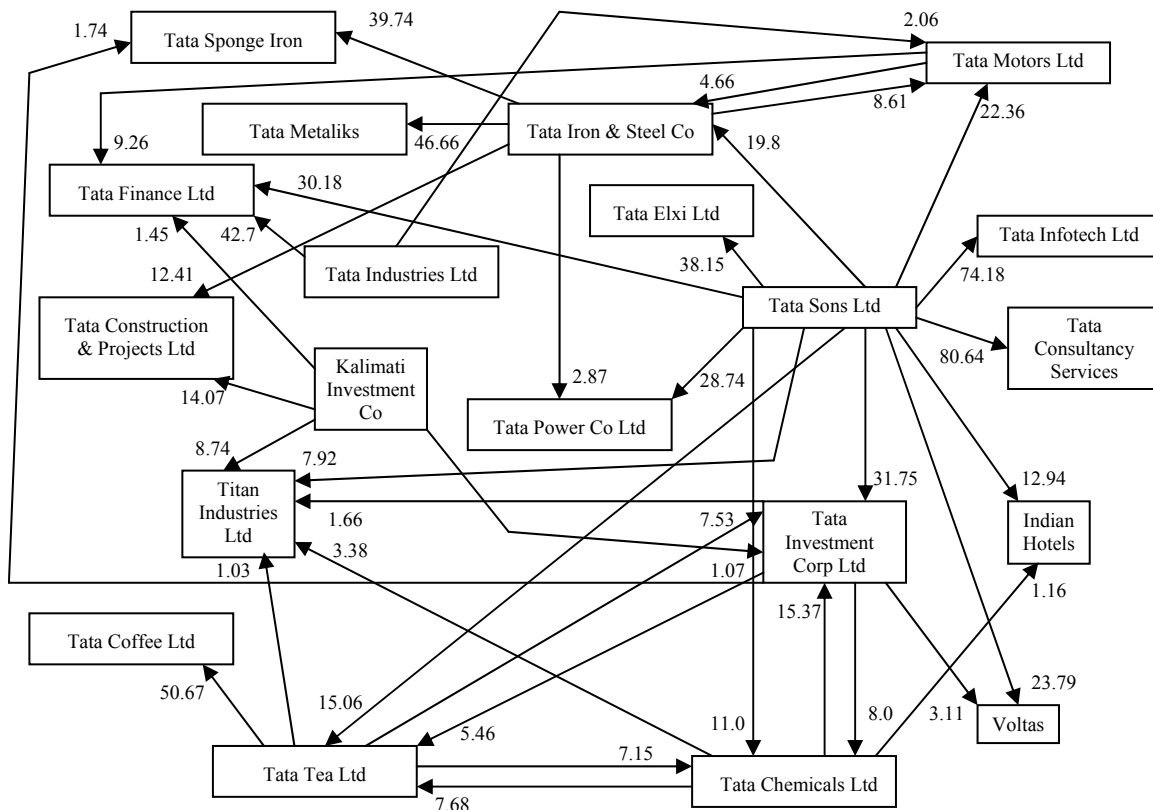 1.74
39.74
2.06
Tata Sponge Iron
Tata Motors Ltd
4.66
8.61
22.36
Tata Metaliks
46.66
Tata Iron & Steel Co
19.8
9.26
Tata Finance Ltd
30.18
Tata Elxi Ltd
Tata Infotech Ltd
1.45
42.7
Tata Industries Ltd
38.15
74.18
12.41
Tata Sons Ltd
Tata Construction
& Projects Ltd
Tata
Consultancy
Services
80.64
Kalimati
Investment
Co
14.07
2.87
28.74
Tata Power Co Ltd
8.74
7.92
31.75
12.94
Titan
Industries
Ltd
1.66
7.53
Tata
Investment
Corp Ltd
Indian
Hotels
3.38
1.03
1.07
15.37
1.16
Tata Coffee Ltd
50.67
15.06
5.46
11.0
8.0
3.11
23.79
Voltas
Tata Tea Ltd
7.15
7.68
Tata Chemicals Ltd